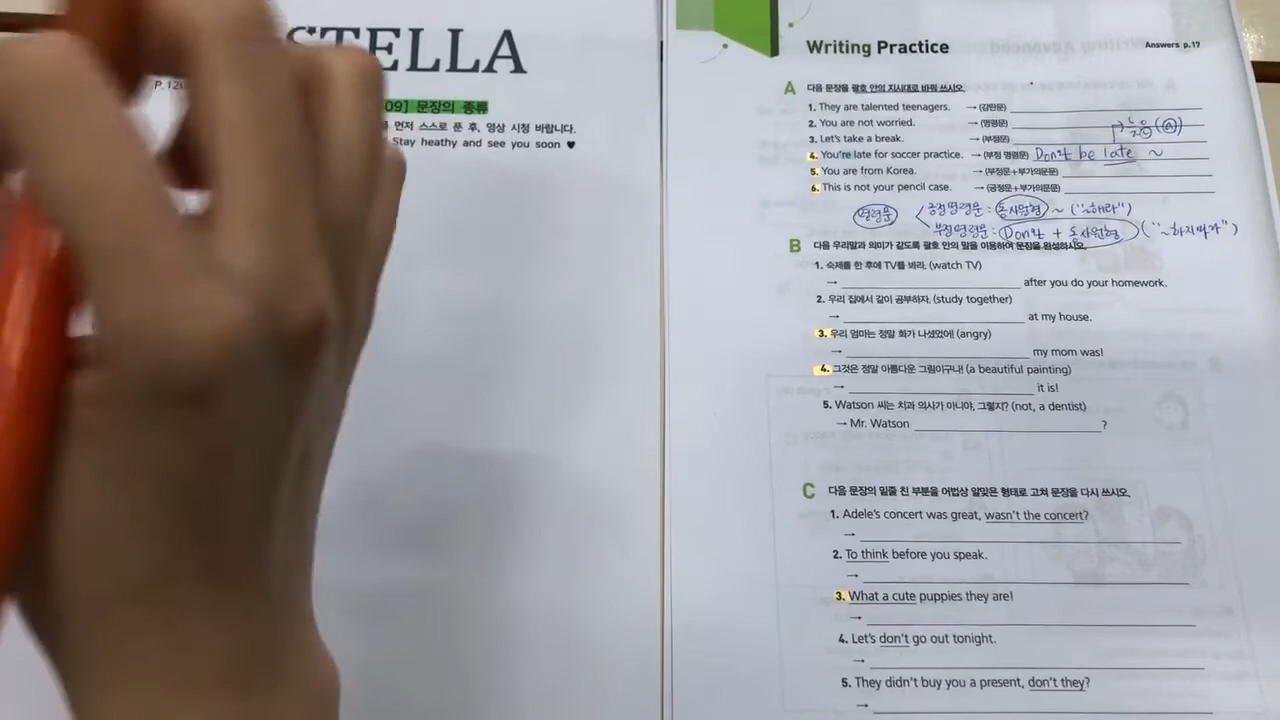 STELLA
P.126
09] 문장의 종류
먼저 스스로 푼 후, 영상 시청 바랍니다.
Stay heathy and see you soon ♥
Writing Practice
Answers p.17
A 다음 문장을 괄호 안의 지시대로 바꿔 쓰시오.
1. They are talented teenagers. → (감탄문)
2. You are not worried. → (명령문)
3. Let's take a break. → (부정문)
4. You're late for soccer practice. → (부정 명령문) Don't be late ~
5. You are from Korea. → (부정문+부가의문문)
6. This is not your pencil case. → (긍정문+부가의문문)
명령문 < 긍정명령문 : 동사원형 ~ ("~해라")
부정명령문 : Don't + 동사원형 ("~하지마라")
B 다음 우리말과 의미가 같도록 괄호 안의 말을 이용하여 문장을 완성하시오.
1. 숙제를 한 후에 TV를 봐라. (watch TV)
→ after you do your homework.
2. 우리 집에서 같이 공부하자. (study together)
→ at my house.
3. 우리 엄마는 정말 화가 나셨었어! (angry)
→ my mom was!
4. 그것은 정말 아름다운 그림이구나! (a beautiful painting)
→ it is!
5. Watson 씨는 치과 의사가 아니야, 그렇지? (not, a dentist)
→ Mr. Watson ?
C 다음 문장의 밑줄 친 부분을 어법상 알맞은 형태로 고쳐 문장을 다시 쓰시오.
1. Adele's concert was great, wasn't the concert?
→
2. To think before you speak.
→
3. What a cute puppies they are!
→
4. Let's don't go out tonight.
→
5. They didn't buy you a present, don't they?
→